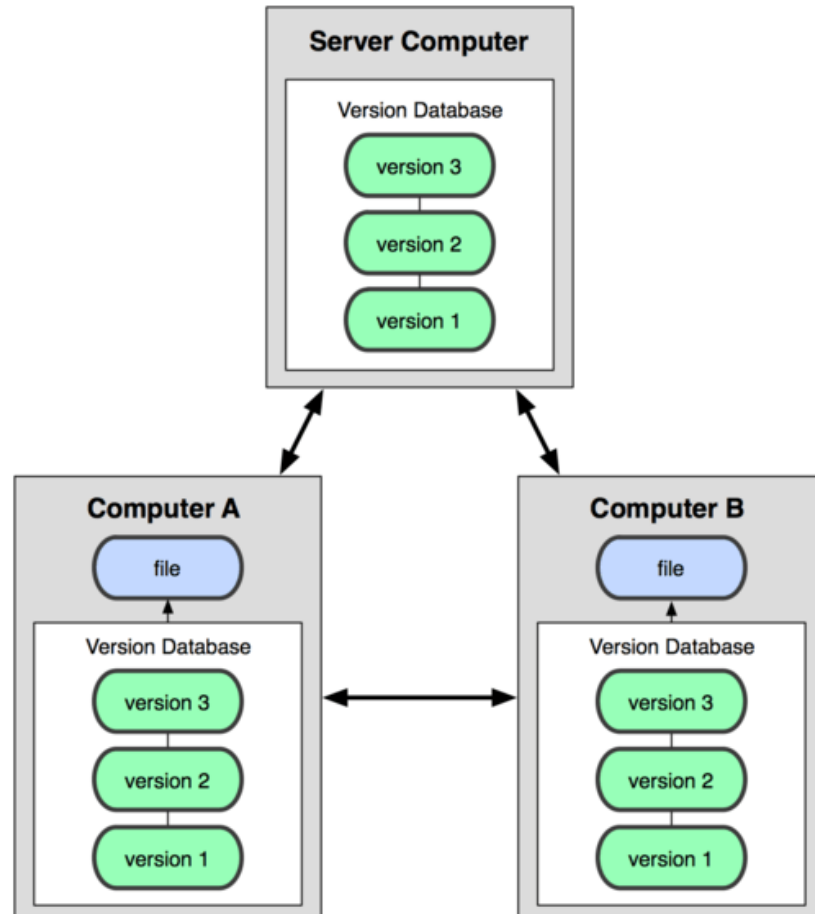 Server Computer
Version Database
version 3
version 2
version 1
Computer A
file
Version Database
version 3
version 2
version 1
Computer B
file
Version Database
version 3
version 2
version 1